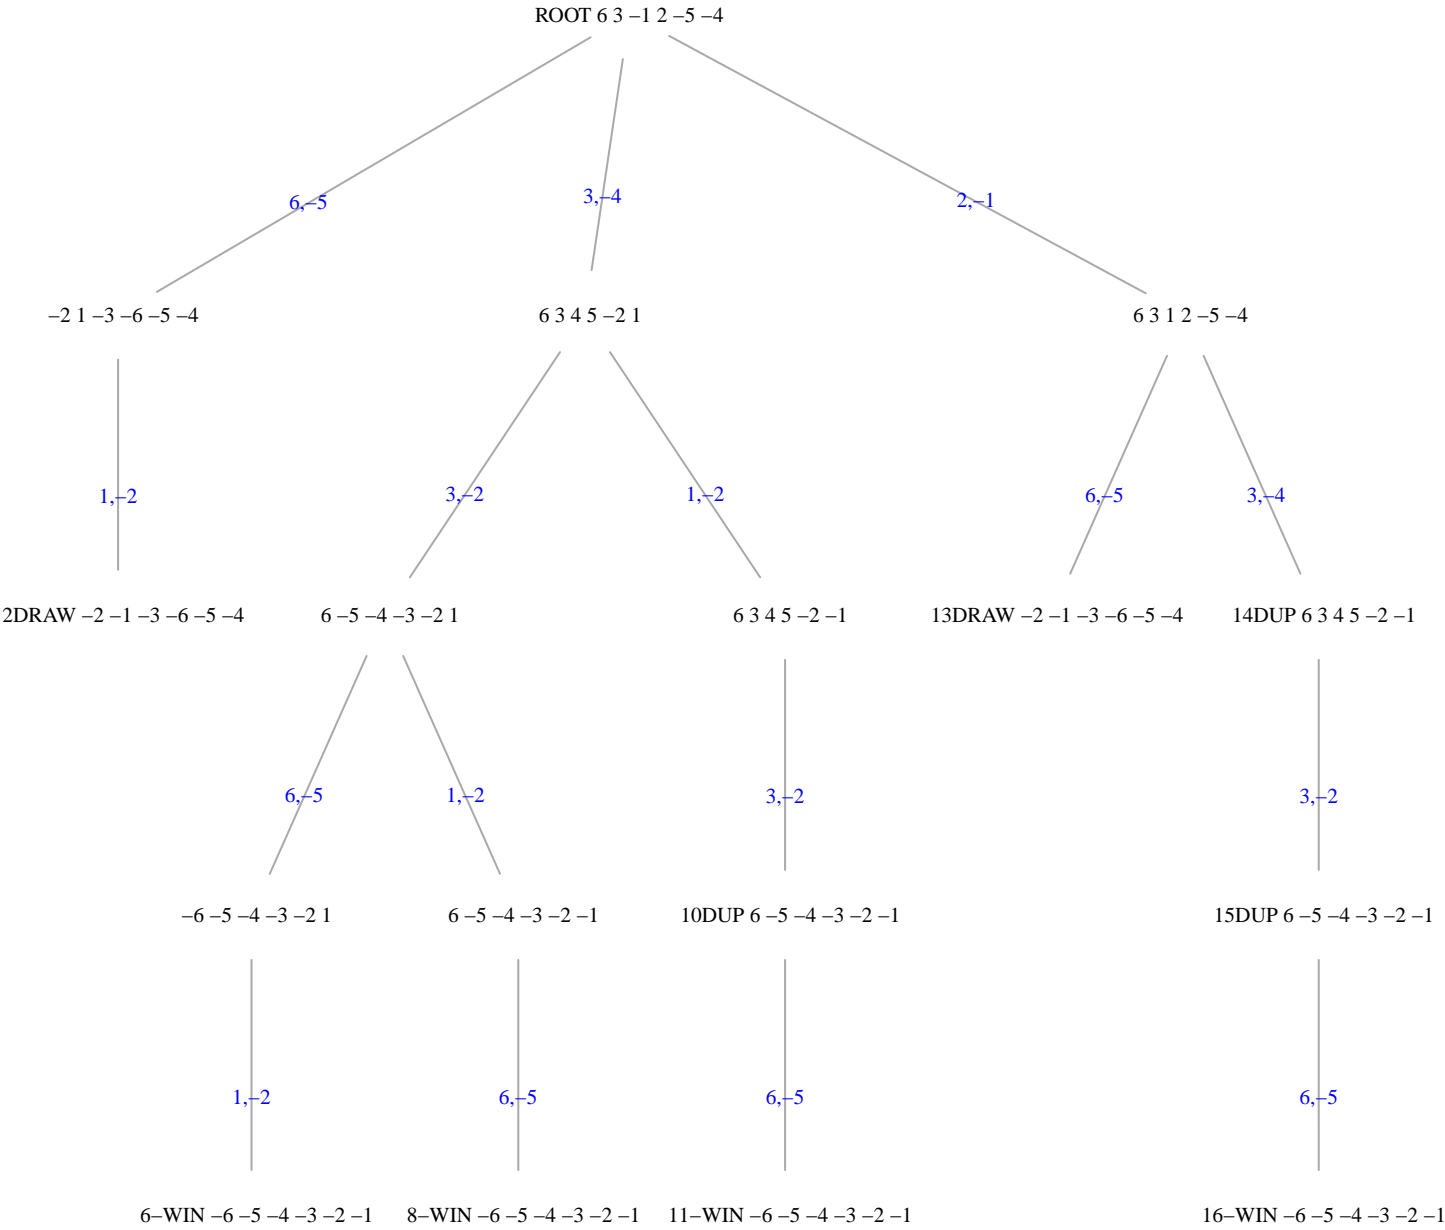 ROOT 6 3 –1 2 –5 –4
6,–5
3,–4
2,–1
–2 1 –3 –6 –5 –4
6 3 4 5 –2 1
6 3 1 2 –5 –4
1,–2
3,–2
1,–2
6,–5
3,–4
2DRAW –2 –1 –3 –6 –5 –4
6 –5 –4 –3 –2 1
6 3 4 5 –2 –1
13DRAW –2 –1 –3 –6 –5 –4
14DUP 6 3 4 5 –2 –1
6,–5
1,–2
3,–2
3,–2
–6 –5 –4 –3 –2 1
6 –5 –4 –3 –2 –1
10DUP 6 –5 –4 –3 –2 –1
15DUP 6 –5 –4 –3 –2 –1
1,–2
6,–5
6,–5
6,–5
6–WIN –6 –5 –4 –3 –2 –1
8–WIN –6 –5 –4 –3 –2 –1
11–WIN –6 –5 –4 –3 –2 –1
16–WIN –6 –5 –4 –3 –2 –1